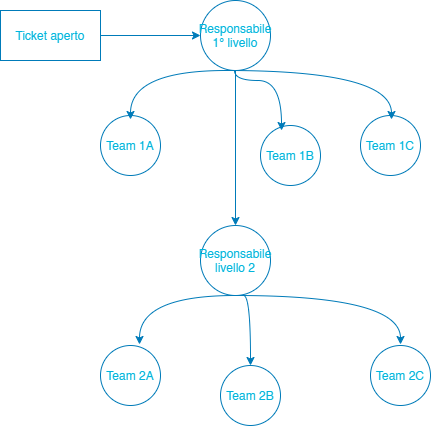 Ticket aperto
Responsabile
1° livello
Team 1A
Team 1B
Team 1C
Responsabile
livello 2
Team 2A
Team 2B
Team 2C